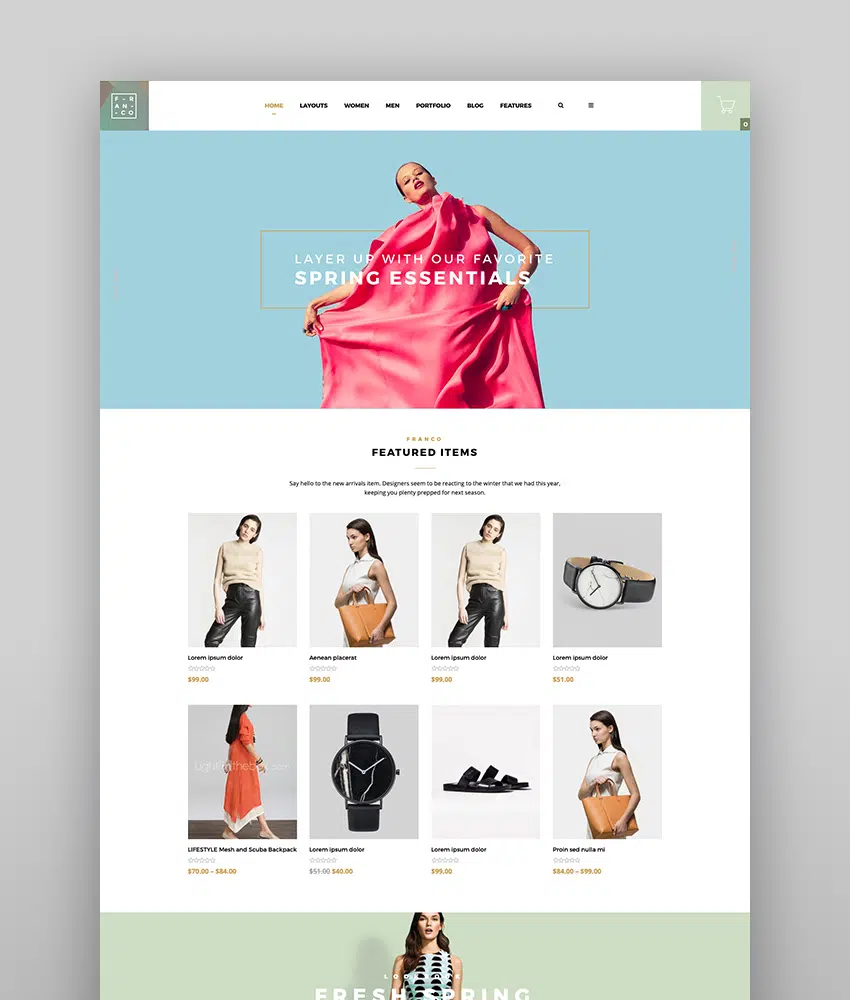 F - R
AN -
- CO
HOME LAYOUTS WOMEN MEN PORTFOLIO BLOG FEATURES
0
LAYER UP WITH OUR FAVORITE
SPRING ESSENTIALS
FRANCO
FEATURED ITEMS
Say hello to the new arrivals item. Designers seem to be reacting to the winter that we had this year,
keeping you plenty prepped for next season.
Lorem ipsum dolor
$99.00
Aenean placerat
$99.00
Lorem ipsum dolor
$99.00
Lorem ipsum dolor
$51.00
Lightinthebox.com
LIFESTYLE Mesh and Scuba Backpack
$70.00 – $84.00
Lorem ipsum dolor
$51.00 $40.00
Lorem ipsum dolor
$99.00
Proin sed nulla mi
$84.00 – $99.00
FRESH SPRING